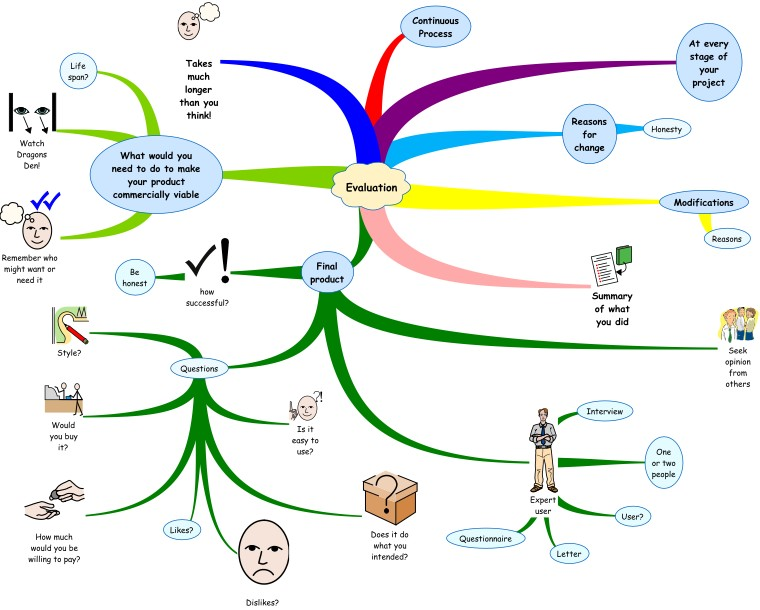 Takes
much
longer
than you
think!
Continuous
Process
At every
stage of
your
project
Life
span?
Watch
Dragons
Den!
What would you
need to do to make
your product
commercially viable
Remember who
might want or
need it
Evaluation
Reasons
for
change
Honesty
Modifications
Reasons
Summary
of what
you did
Final
product
how
successful?
Be
honest
Seek
opinion
from
others
Questions
Style?
Would
you buy
it?
How much
would you be
willing to pay?
Likes?
Dislikes?
Is it
easy to
use?
?!
Does it do
what you
intended?
?
Expert
user
Interview
One
or two
people
User?
Letter
Questionnaire